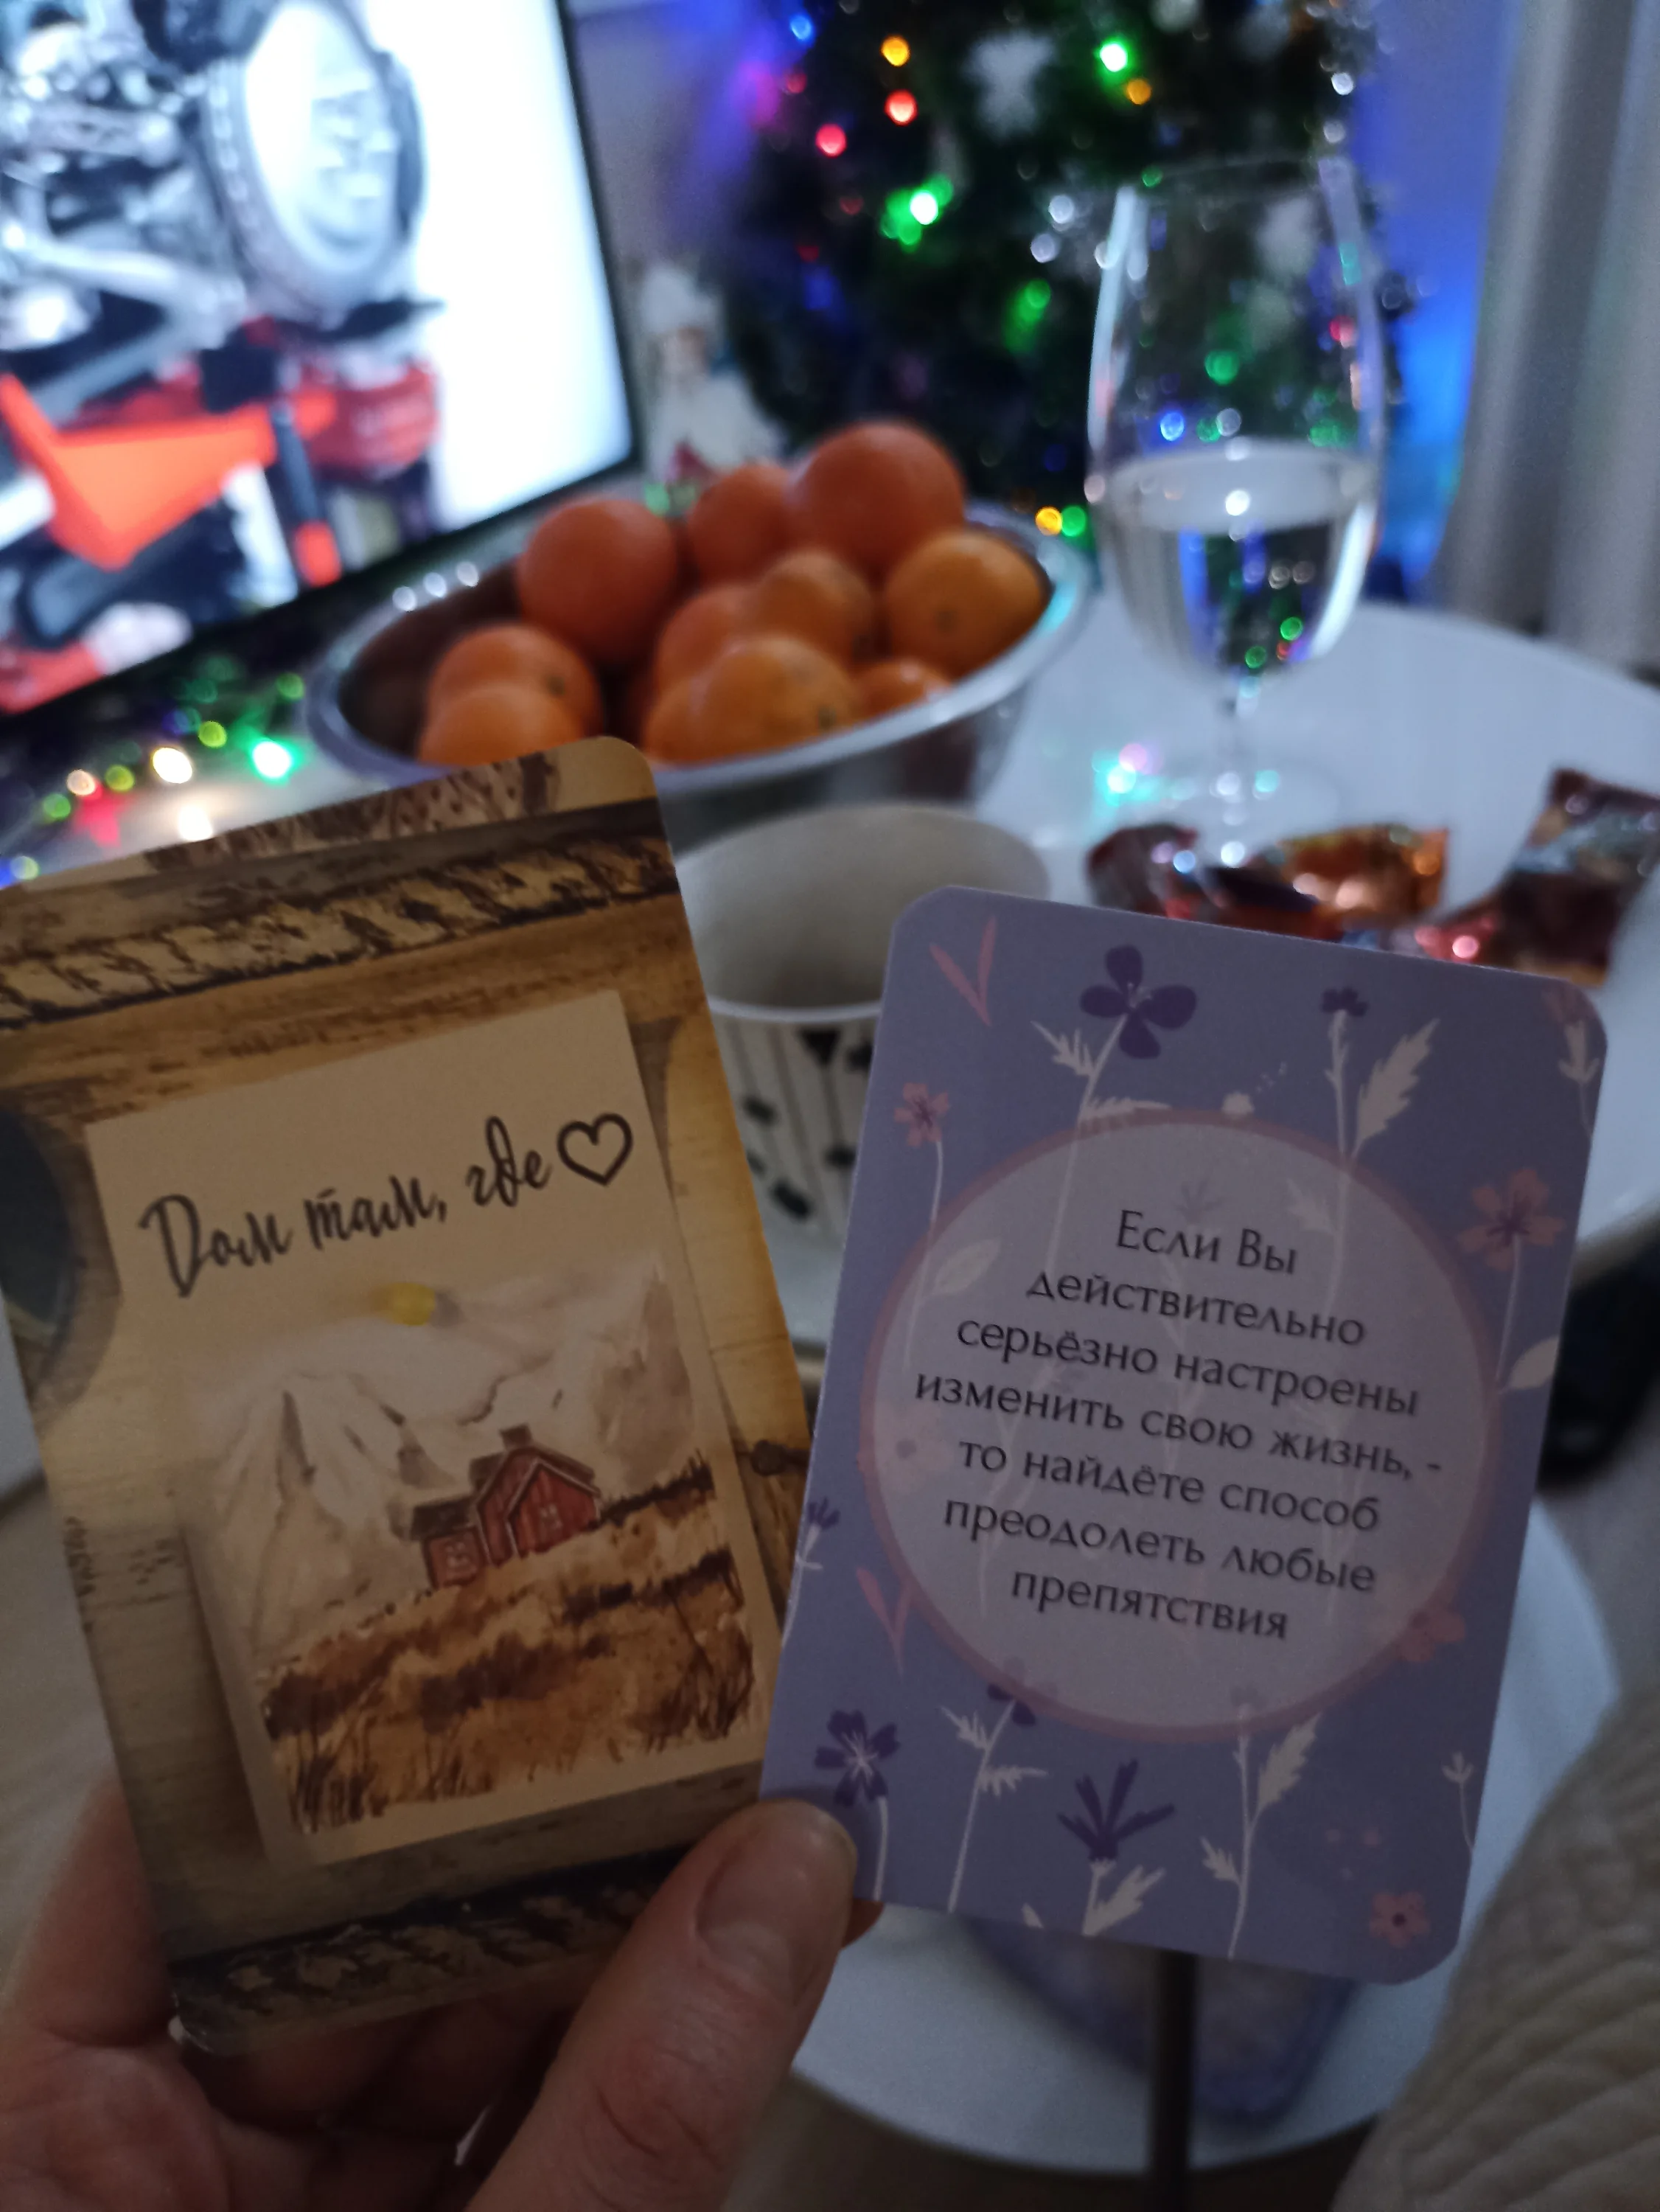 Дом там, где ♡
Если Вы
действительно
серьёзно настроены
изменить свою жизнь, -
то найдёте способ
преодолеть любые
препятствия